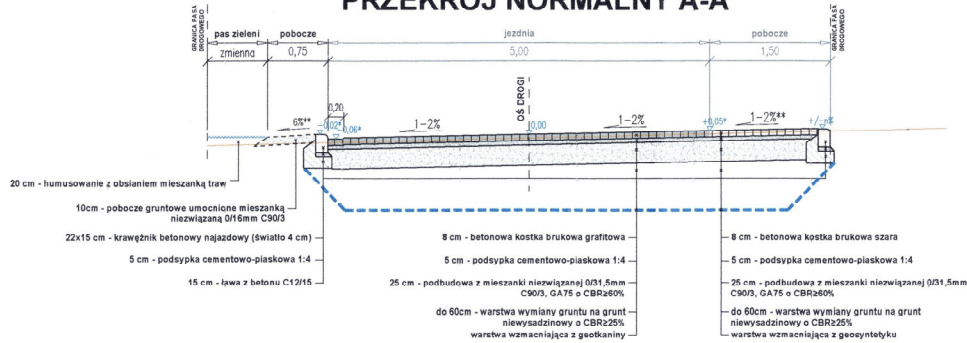 PRZEKRÓJ NORMALNY A-A
GRANICA PASA
DROGOWEGO
pas zieleni
pobocze
jezdnia
pobocze
GRANICA PASA
DROGOWEGO
zmienna
0,75
5,00
1,50
OŚ DROGI
0,20
6%**
-0,02*
0,06*
1-2%
0,00
1-2%
+0,05*
1-2%**
20 cm - humusowanie z obsianiem mieszanką traw
10cm - pobocze gruntowe umocnione mieszanką
niezwiązaną 0/16mm C90/3
22x15 cm - krawężnik betonowy najazdowy (światło 4 cm)
5 cm - podsypka cementowo-piaskowa 1:4
15 cm - ława z betonu C12/15
8 cm - betonowa kostka brukowa grafitowa
5 cm - podsypka cementowo-piaskowa 1:4
25 cm - podbudowa z mieszanki niezwiązanej 0/31,5mm
C90/3, GA75 o CBR≥60%
do 60cm - warstwa wymiany gruntu na grunt
niewysadzinowy o CBR≥25%
warstwa wzmacniająca z geotkaniny
8 cm - betonowa kostka brukowa szara
5 cm - podsypka cementowo-piaskowa 1:4
25 cm - podbudowa z mieszanki niezwiązanej 0/31,5mm
C90/3, GA75 o CBR≥60%
do 60cm - warstwa wymiany gruntu na grunt
niewysadzinowy o CBR≥25%
warstwa wzmacniająca z geosyntetyku